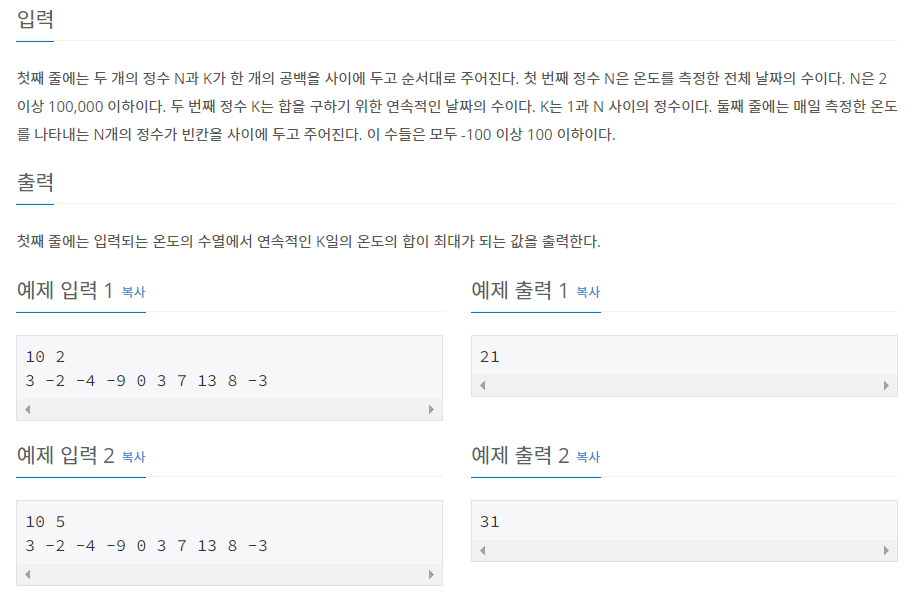 입력
첫째 줄에는 두 개의 정수 N과 K가 한 개의 공백을 사이에 두고 순서대로 주어진다. 첫 번째 정수 N은 온도를 측정한 전체 날짜의 수이다. N은 2
이상 100,000 이하이다. 두 번째 정수 K는 합을 구하기 위한 연속적인 날짜의 수이다. K는 1과 N 사이의 정수이다. 둘째 줄에는 매일 측정한 온도
를 나타내는 N개의 정수가 빈칸을 사이에 두고 주어진다. 이 수들은 모두 -100 이상 100 이하이다.
출력
첫째 줄에는 입력되는 온도의 수열에서 연속적인 K일의 온도의 합이 최대가 되는 값을 출력한다.
예제 입력 1 복사
10 2
3 -2 -4 -9 0 3 7 13 8 -3
예제 출력 1 복사
21
예제 입력 2 복사
10 5
3 -2 -4 -9 0 3 7 13 8 -3
예제 출력 2 복사
31